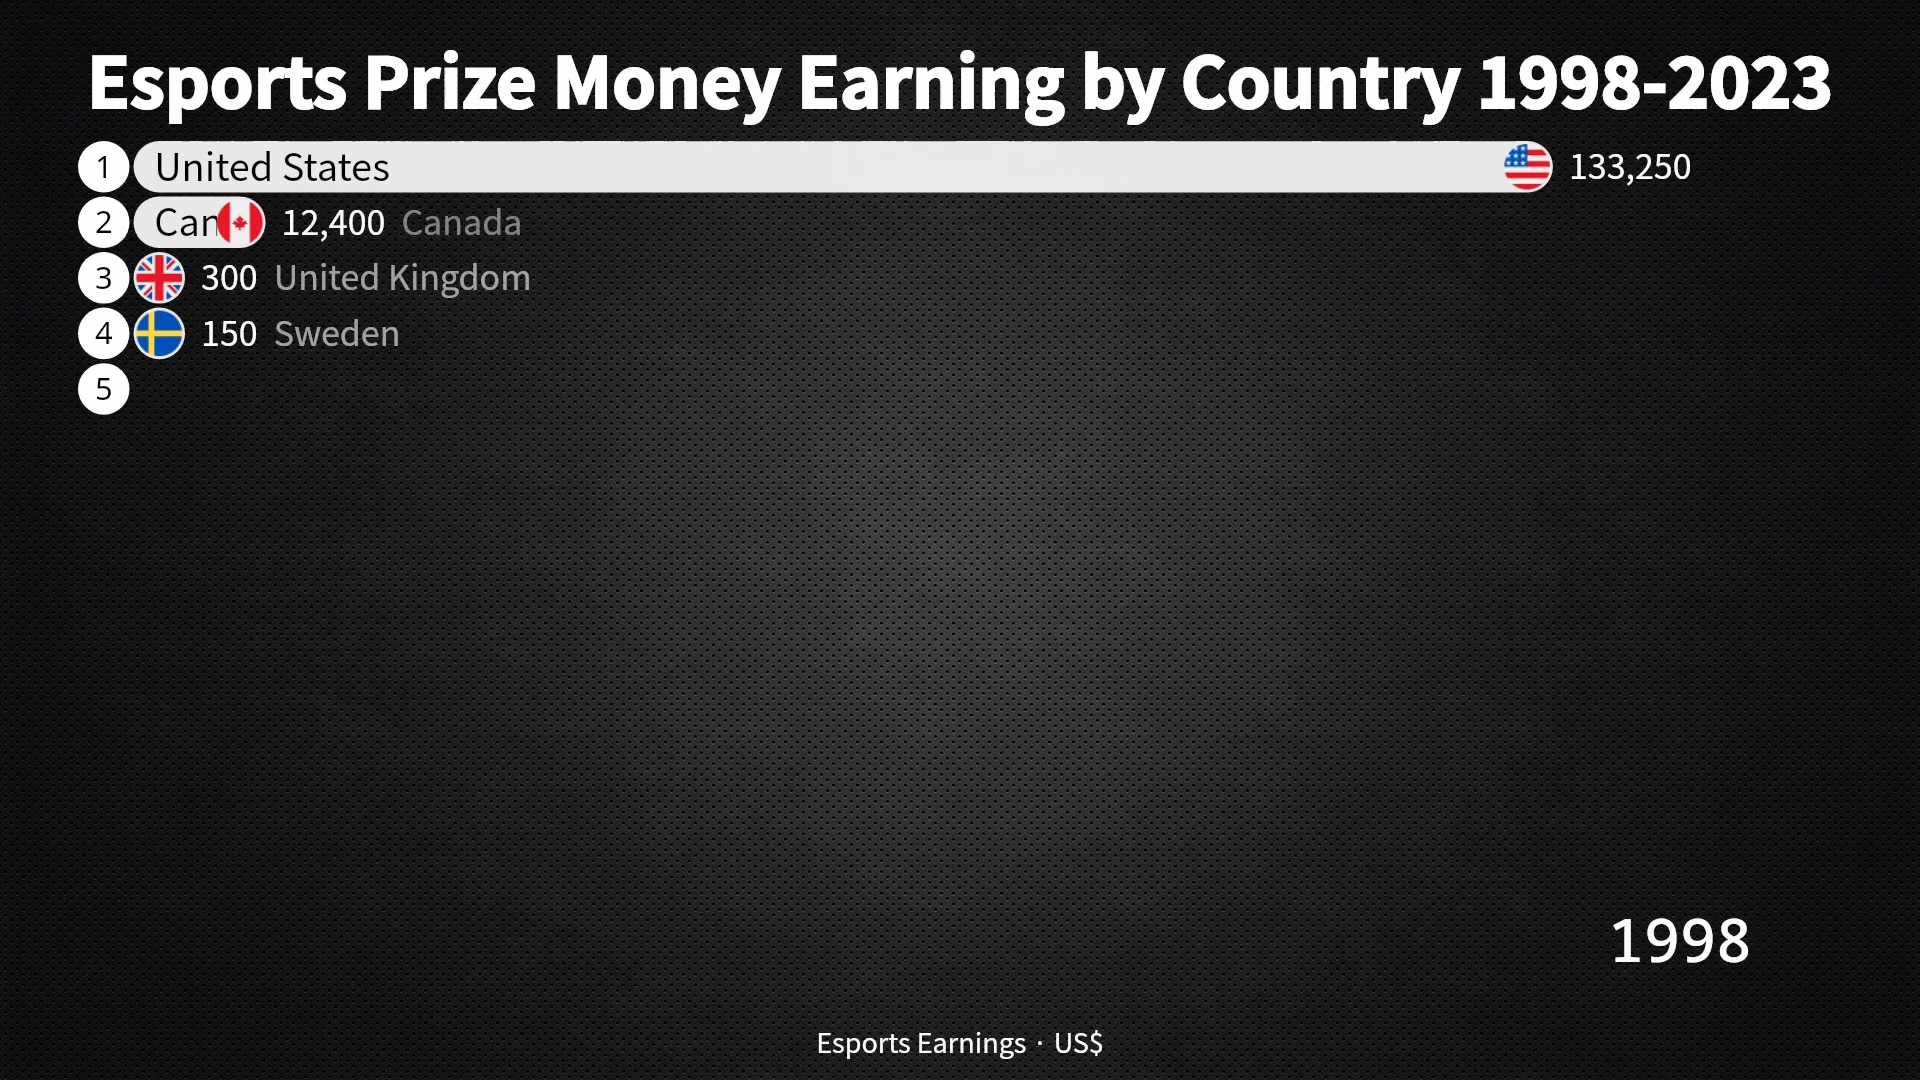 Esports Prize Money Earning by Country 1998-2023
1 United States 133,250
2 Can 12,400 Canada
3 300 United Kingdom
4 150 Sweden
5
1998
Esports Earnings · US$